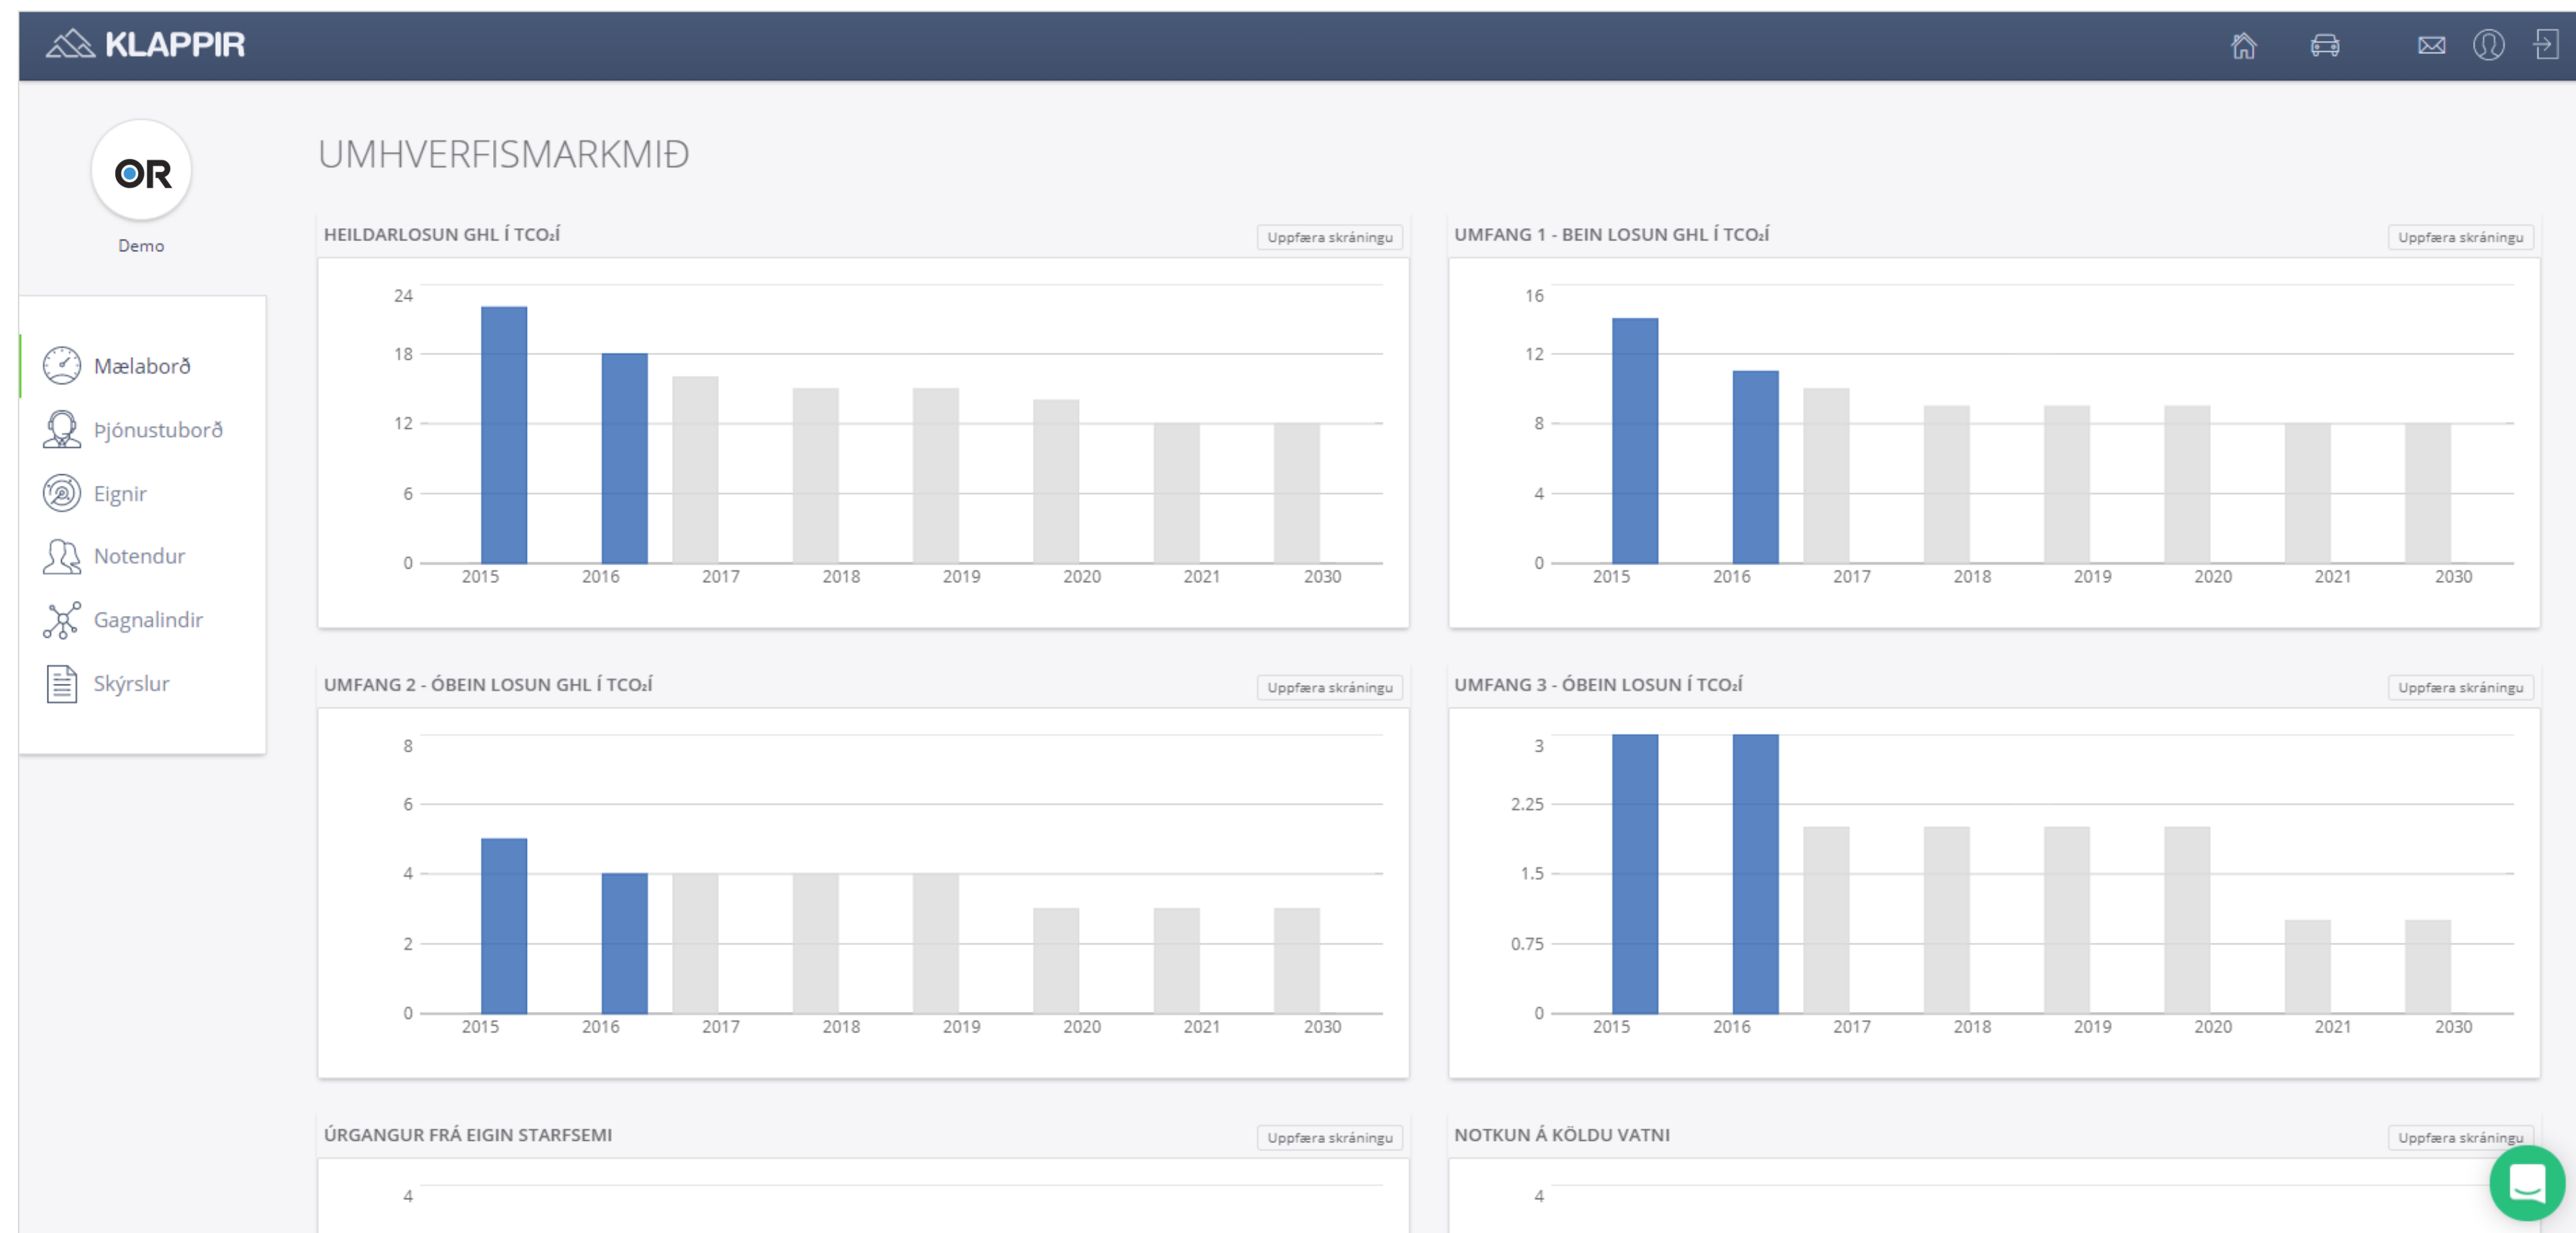 KLAPPIR
OR
Demo
Mælaborð
Þjónustuborð
Eignir
Notendur
Gagnalindir
Skýrslur
UMHVERFISMARKMIÐ
HEILDARLOSUN GHL Í TCO₂Í
Uppfæra skráningu
24
18
12
6
0
2015 2016 2017 2018 2019 2020 2021 2030
UMFANG 1 - BEIN LOSUN GHL Í TCO₂Í
Uppfæra skráningu
16
12
8
4
0
2015 2016 2017 2018 2019 2020 2021 2030
UMFANG 2 - ÓBEIN LOSUN GHL Í TCO₂Í
Uppfæra skráningu
8
6
4
2
0
2015 2016 2017 2018 2019 2020 2021 2030
UMFANG 3 - ÓBEIN LOSUN Í TCO₂Í
Uppfæra skráningu
3
2.25
1.5
0.75
0
2015 2016 2017 2018 2019 2020 2021 2030
ÚRGANGUR FRÁ EIGIN STARFSEMI
Uppfæra skráningu
4
NOTKUN Á KÖLDU VATNI
Uppfæra skráningu
4